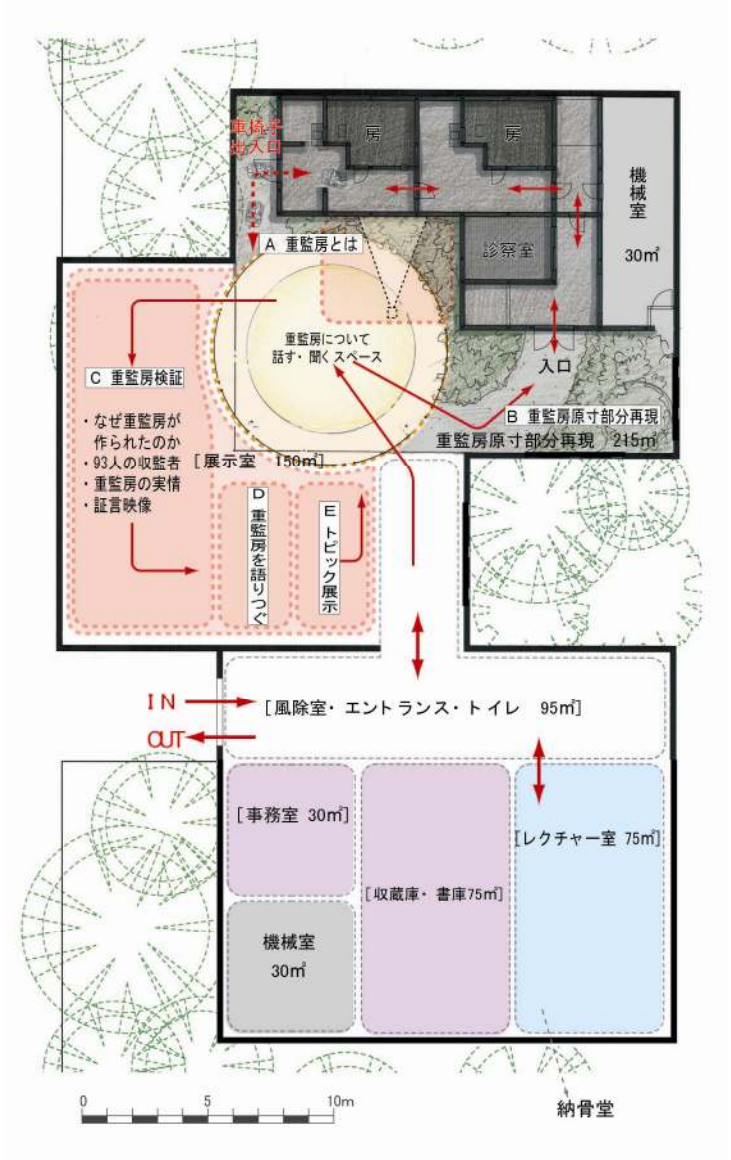 車椅子
出入口
房
房
機械室
30㎡
診察室
A 重監房とは
重監房について
話す・聞くスペース
入口
B 重監房原寸部分再現
重監房原寸部分再現 215㎡
C 重監房検証
・なぜ重監房が
作られたのか
・93人の収監者
・重監房の実情
・証言映像
[展示室 150㎡]
D 重監房を語りつぐ
E トピック展示
IN
OUT
[風除室・エントランス・トイレ 95㎡]
[事務室 30㎡]
[収蔵庫・書庫75㎡]
[レクチャー室 75㎡]
機械室
30㎡
納骨堂
0 5 10m